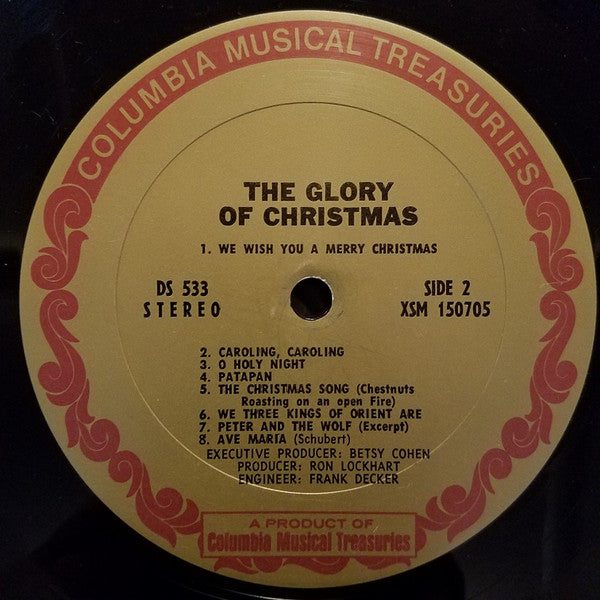 COLUMBIA MUSICAL TREASURIES
THE GLORY
OF CHRISTMAS
1. WE WISH YOU A MERRY CHRISTMAS
DS 533
STEREO
SIDE 2
XSM 150705
2. CAROLING, CAROLING
3. O HOLY NIGHT
4. PATAPAN
5. THE CHRISTMAS SONG (Chestnuts
Roasting on an open Fire)
6. WE THREE KINGS OF ORIENT ARE
7. PETER AND THE WOLF (Excerpt)
8. AVE MARIA (Schubert)
EXECUTIVE PRODUCER: BETSY COHEN
PRODUCER: RON LOCKHART
ENGINEER: FRANK DECKER
A PRODUCT OF
Columbia Musical Treasuries